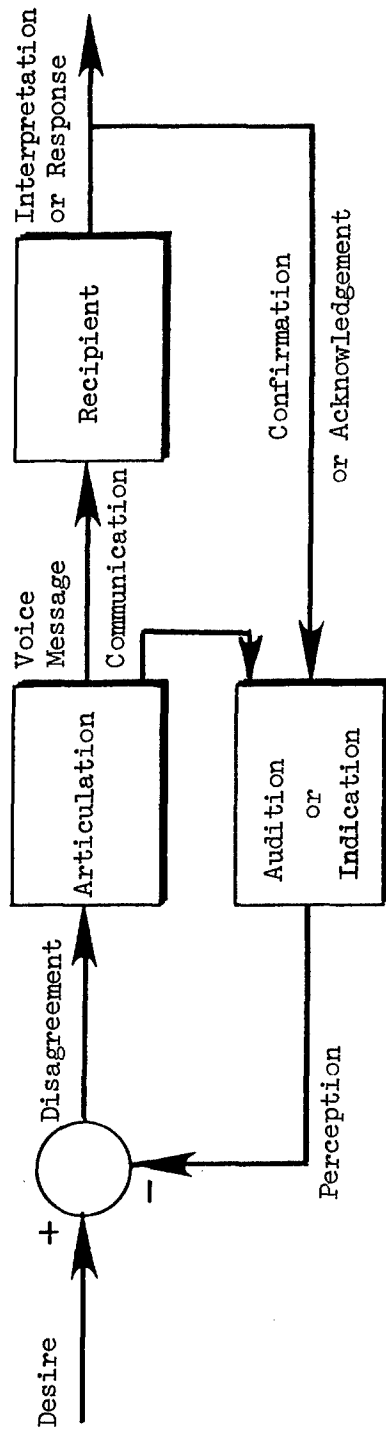 Desire
+
-
Disagreement
Articulation
Voice
Message
Communication
Recipient
Interpretation
or Response
Confirmation
or Acknowledgement
Audition
or
Indication
Perception